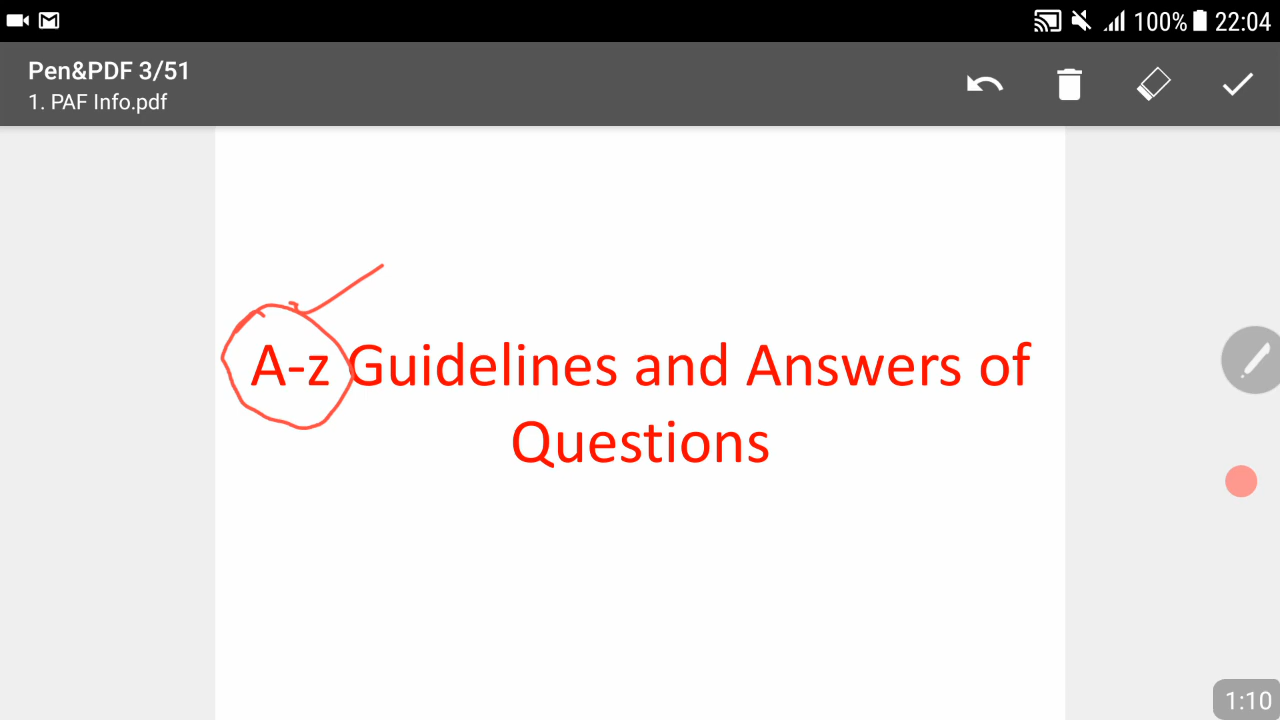 100% 22:04
Pen&PDF 3/51
1. PAF Info.pdf
A-z Guidelines and Answers of
Questions
1:10